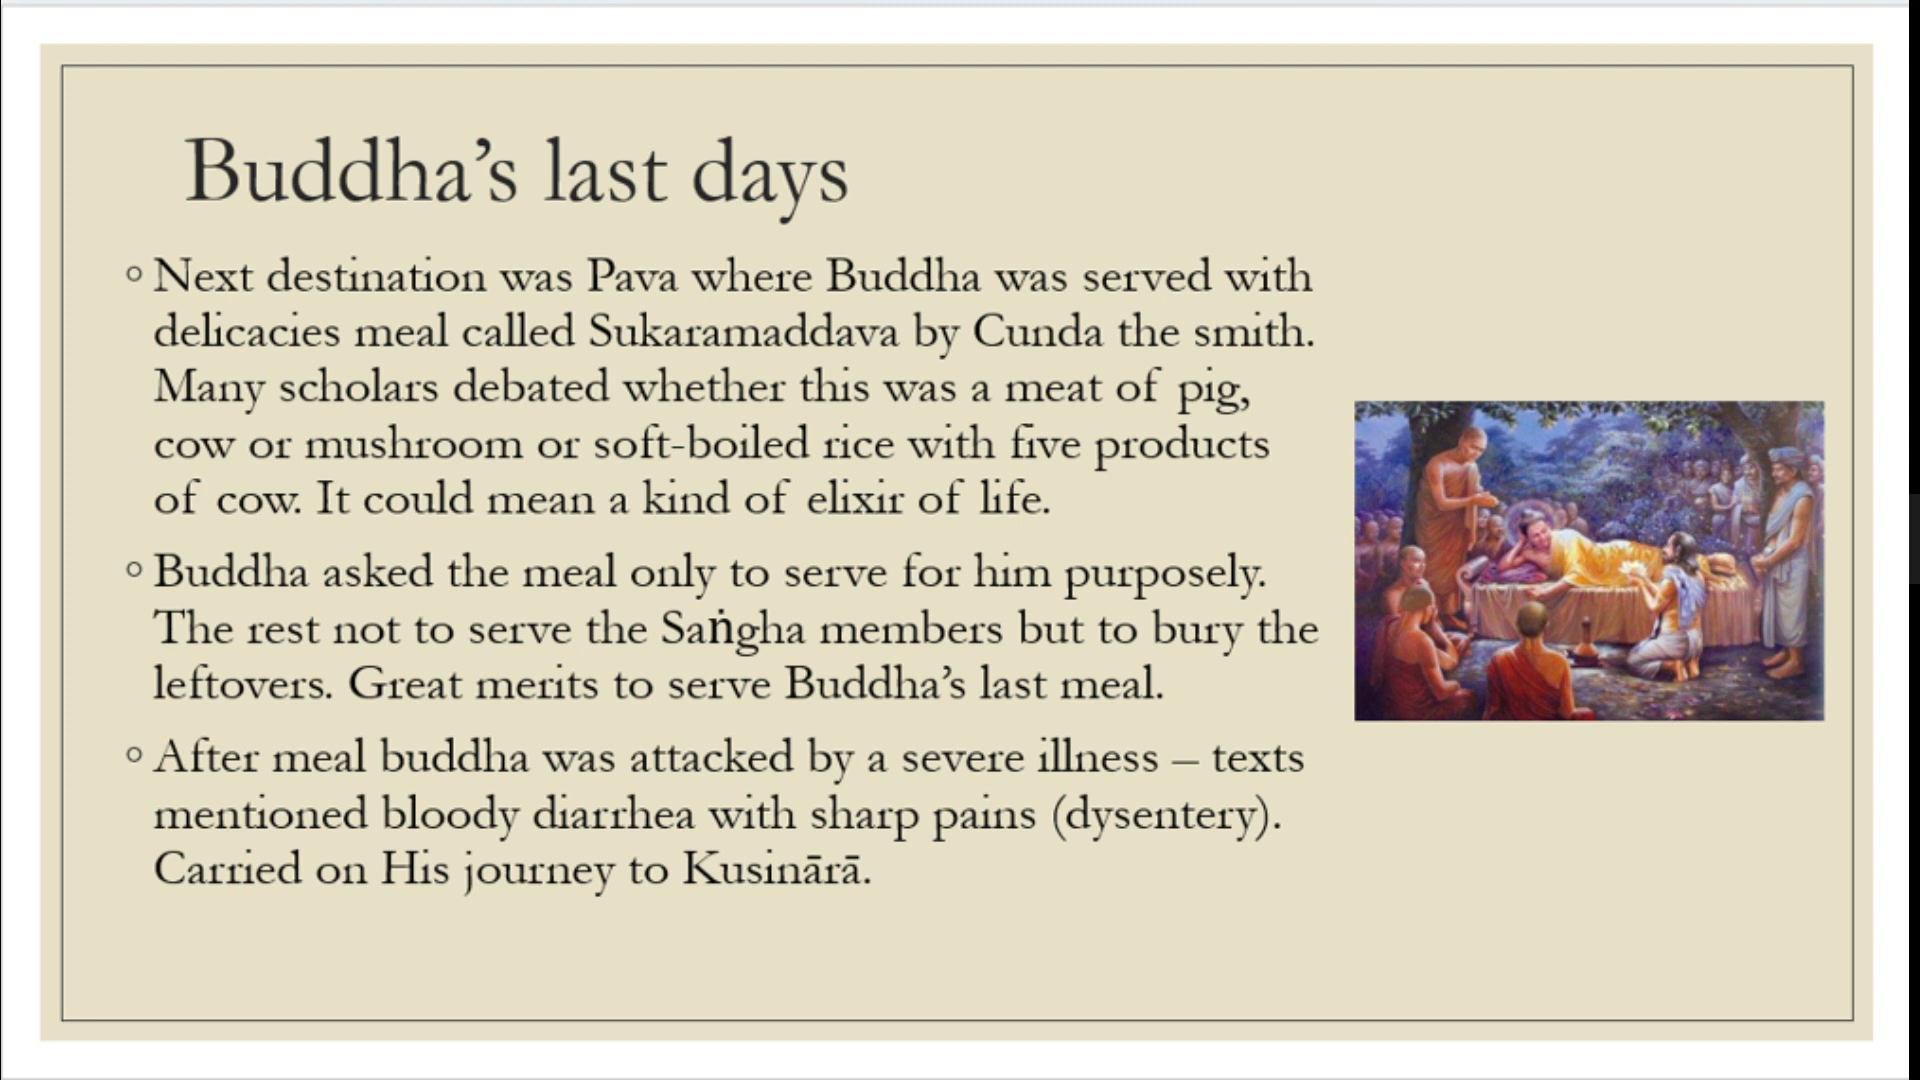 Buddha’s last days
◦ Next destination was Pava where Buddha was served with
delicacies meal called Sukaramaddava by Cunda the smith.
Many scholars debated whether this was a meat of pig,
cow or mushroom or soft-boiled rice with five products
of cow. It could mean a kind of elixir of life.
◦ Buddha asked the meal only to serve for him purposely.
The rest not to serve the Saṅgha members but to bury the
leftovers. Great merits to serve Buddha’s last meal.
◦ After meal buddha was attacked by a severe illness – texts
mentioned bloody diarrhea with sharp pains (dysentery).
Carried on His journey to Kusinārā.